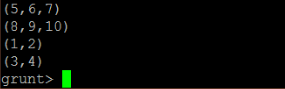 (5,6,7)
(8,9,10)
(1,2)
(3,4)
grunt>